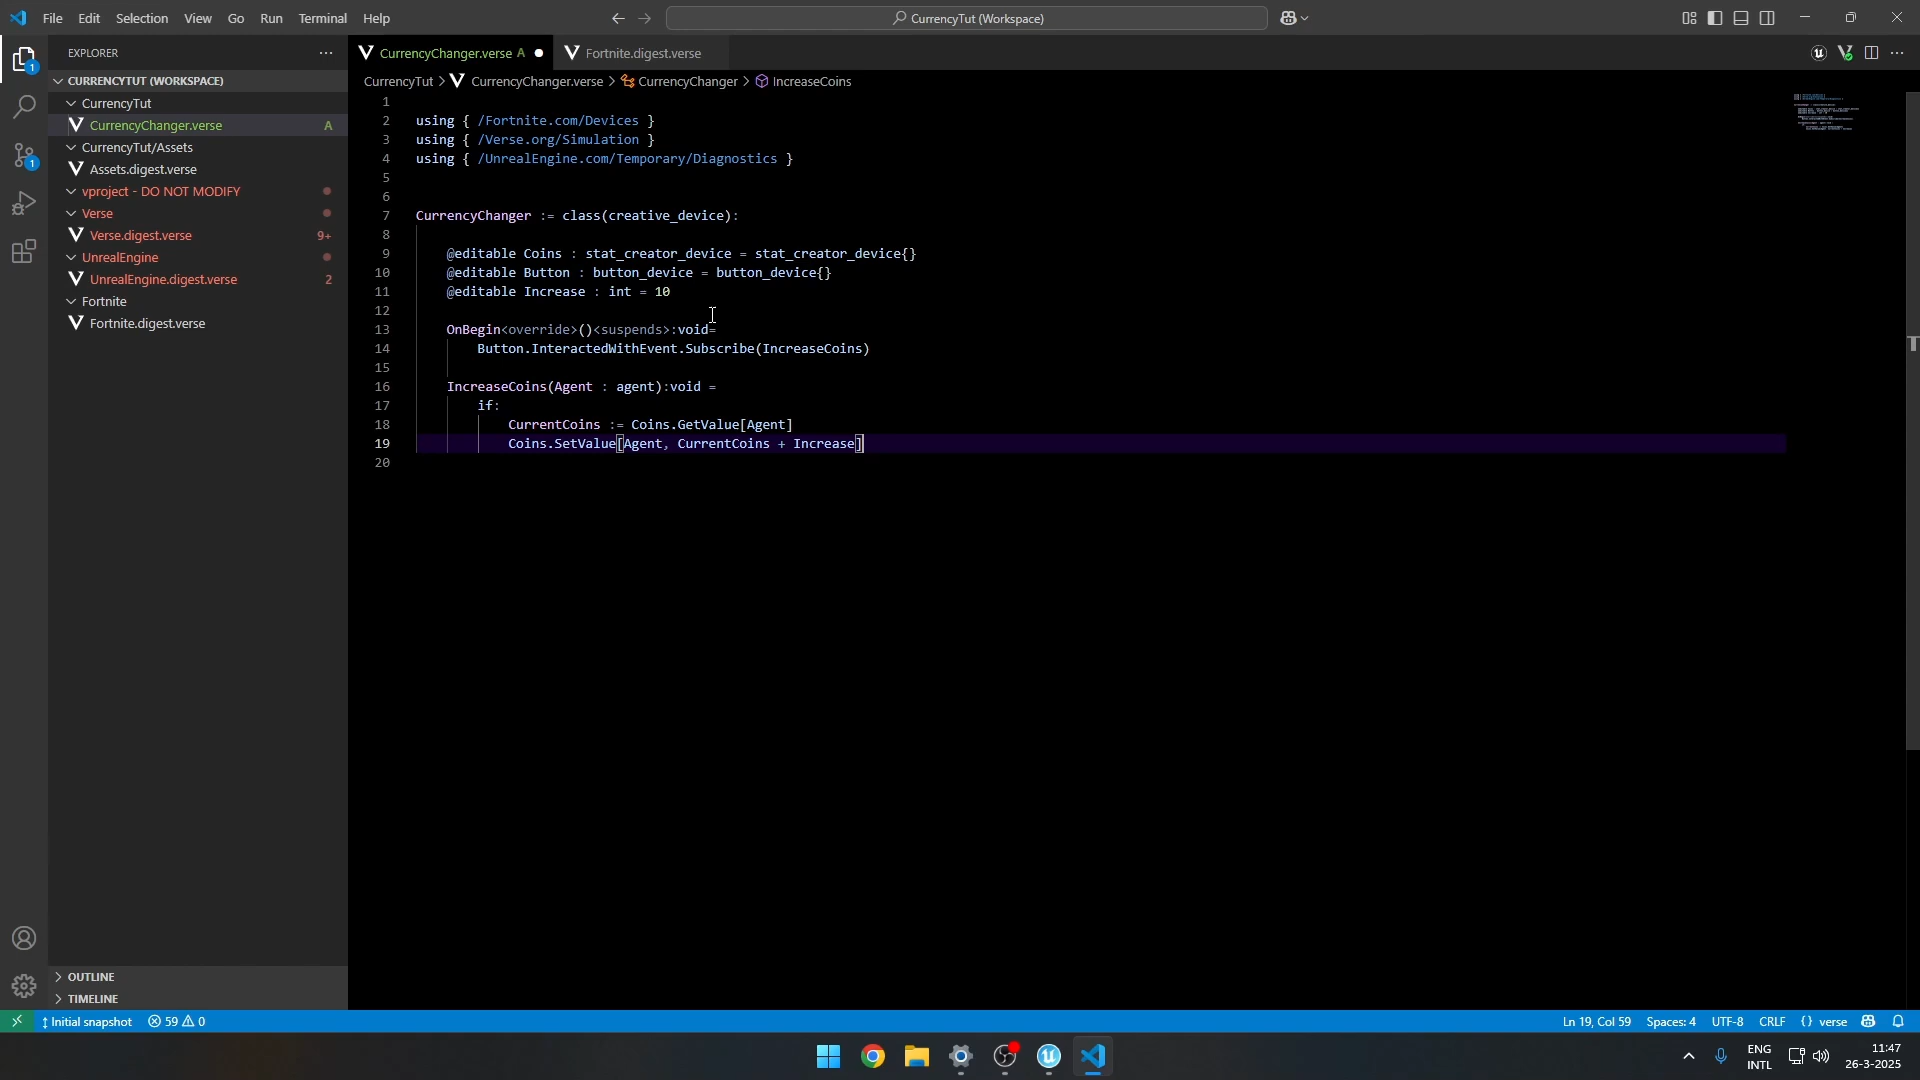 File Edit Selection View Go Run Terminal Help
CurrencyTut (Workspace)
EXPLORER
CURRENCYTUT (WORKSPACE)
CurrencyTut
CurrencyChanger.verse A
CurrencyTut/Assets
Assets.digest.verse
vproject - DO NOT MODIFY
Verse
Verse.digest.verse 9+
UnrealEngine
UnrealEngine.digest.verse 2
Fortnite
Fortnite.digest.verse
OUTLINE
TIMELINE
1
1
CurrencyChanger.verse A
Fortnite.digest.verse
CurrencyTut > CurrencyChanger.verse > CurrencyChanger > IncreaseCoins
1
2 using { /Fortnite.com/Devices }
3 using { /Verse.org/Simulation }
4 using { /UnrealEngine.com/Temporary/Diagnostics }
5
6
7 CurrencyChanger := class(creative_device):
8
9 @editable Coins : stat_creator_device = stat_creator_device{}
10 @editable Button : button_device = button_device{}
11 @editable Increase : int = 10
12
13 OnBegin<override>()<suspends>:void=
14 Button.InteractedWithEvent.Subscribe(IncreaseCoins)
15
16 IncreaseCoins(Agent : agent):void =
17 if:
18 CurrentCoins := Coins.GetValue[Agent]
19 Coins.SetValue[Agent, CurrentCoins + Increase]
20
Initial snapshot 59 0
Ln 19, Col 59 Spaces: 4 UTF-8 CRLF {} verse
ENG
INTL
11:47
26-3-2025